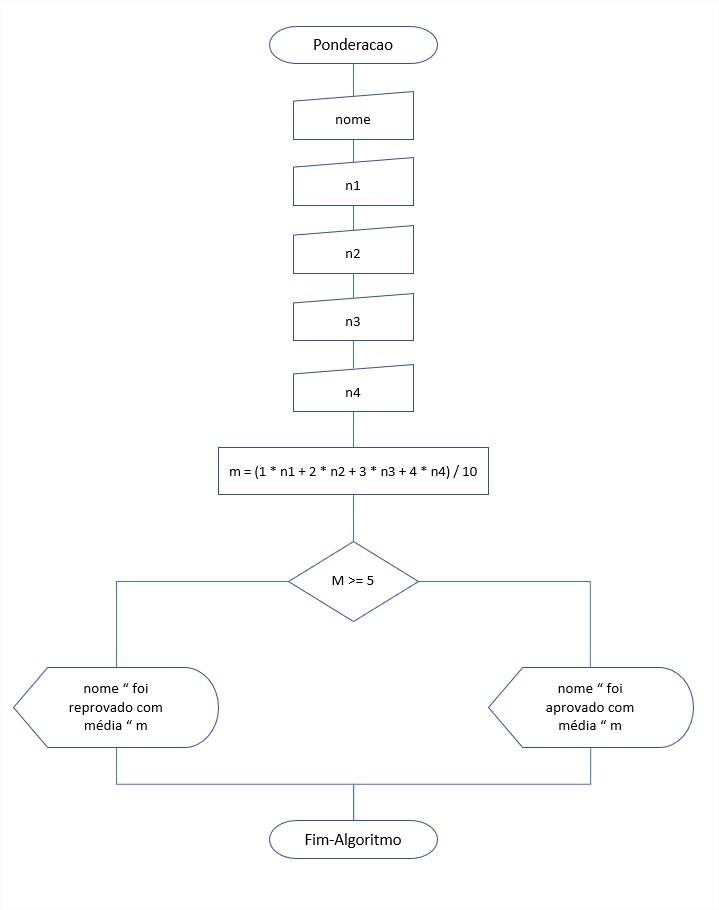 Ponderacao
nome
n1
n2
n3
n4
m = (1 * n1 + 2 * n2 + 3 * n3 + 4 * n4) / 10
M >= 5
nome “ foi
reprovado com
média “ m
nome “ foi
aprovado com
média “ m
Fim-Algoritmo